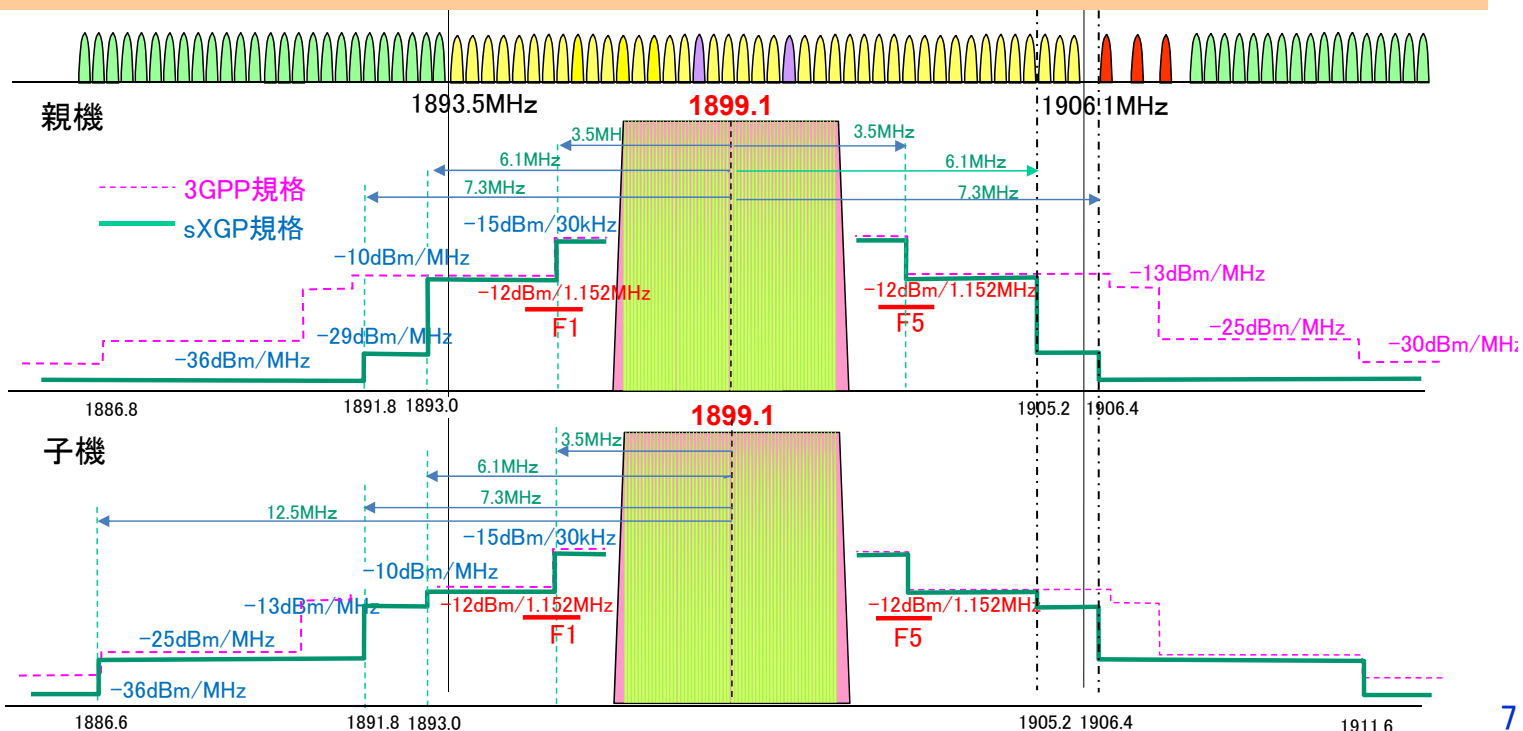 1893.5MHz
1899.1
1906.1MHz
親機
3.5MH
3.5MHz
6.1MHz
6.1MHz
7.3MHz
7.3MHz
3GPP規格
sXGP規格
-15dBm/30kHz
-10dBm/MHz
-13dBm/MHz
-12dBm/1.152MHz
-12dBm/1.152MHz
F1
F5
-29dBm/MHz
-25dBm/MHz
-36dBm/MHz
-30dBm/MHz
1886.8
1891.8
1893.0
1905.2
1906.4
1899.1
子機
3.5MHz
6.1MHz
7.3MHz
12.5MHz
-15dBm/30kHz
-10dBm/MHz
-13dBm/MHz
-12dBm/1.152MHz
-12dBm/1.152MHz
F1
F5
-25dBm/MHz
-36dBm/MHz
1886.6
1891.8
1893.0
1905.2
1906.4
1911.6
7